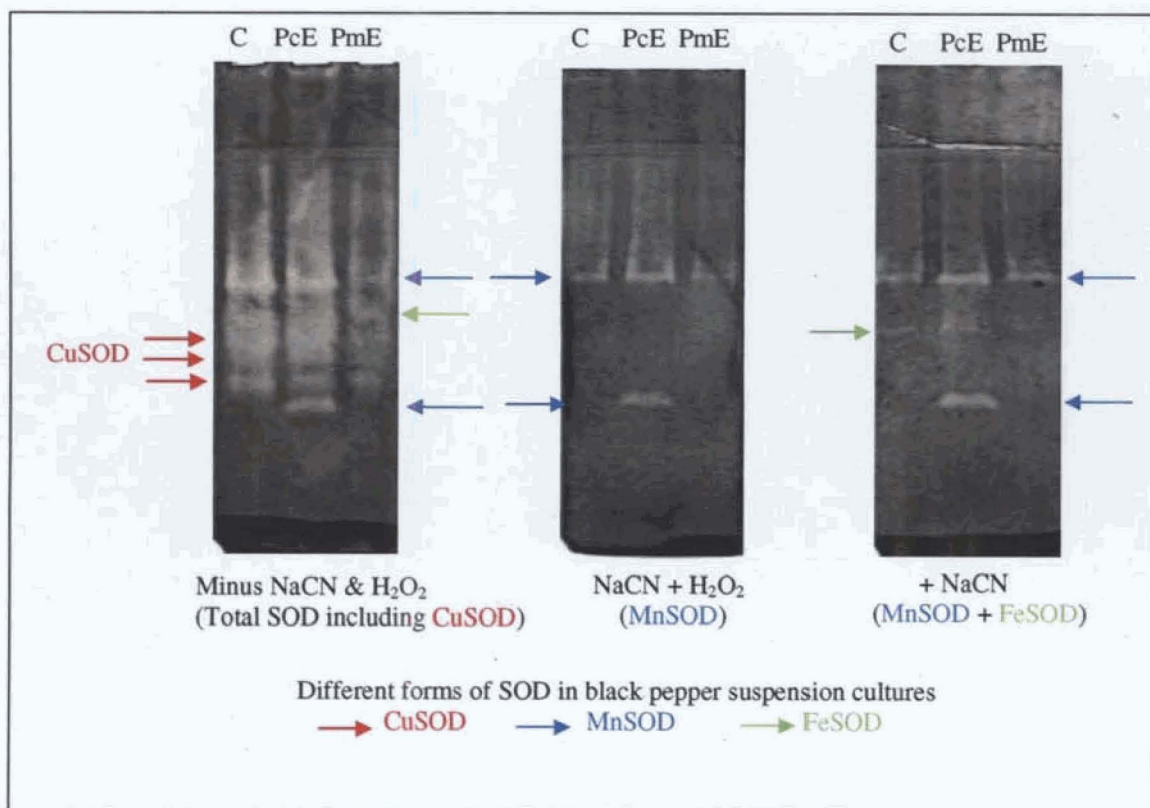 C PcE PmE
C PcE PmE
C PcE PmE
CuSOD
Minus NaCN & H₂O₂
(Total SOD including CuSOD)
NaCN + H₂O₂
(MnSOD)
+ NaCN
(MnSOD + FeSOD)
Different forms of SOD in black pepper suspension cultures
CuSOD MnSOD FeSOD